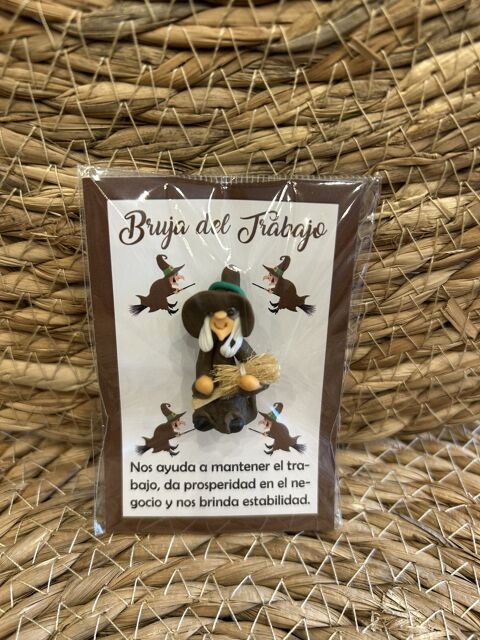 Bruja del Trabajo
Nos ayuda a mantener el tra-
bajo, da prosperidad en el ne-
gocio y nos brinda estabilidad.